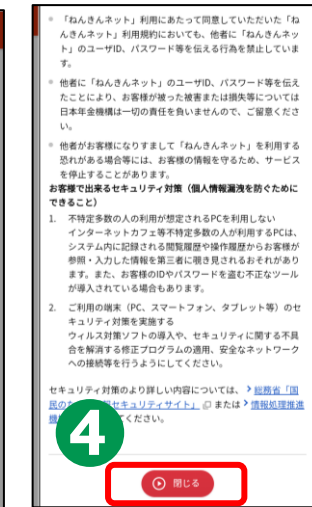 「ねんきんネット」利用にあたって同意していただいた「ね
んきんネット」利用規約においても、他者に「ねんきんネッ
ト」のユーザID、パスワード等を伝える行為を禁止していま
す。
他者に「ねんきんネット」のユーザID、パスワード等を伝え
たことにより、お客様が被った被害または損失等については
日本年金機構は一切の責任を負いませんので、ご留意くださ
い。
他者がお客様になりすまして「ねんきんネット」を利用する
恐れがある場合等には、お客様の情報を守るため、サービス
を停止することがあります。
お客様で出来るセキュリティ対策（個人情報漏洩を防ぐために
できること）
1. 不特定多数の人の利用が想定されるPCを利用しない
インターネットカフェ等不特定多数の人が利用するPCは、
システム内に記録される閲覧履歴や操作履歴からお客様が
参照・入力した情報を第三者に覗き見されるおそれがあり
ます。また、お客様のIDやパスワードを盗む不正なツール
が導入されている場合もあります。
2. ご利用の端末（PC、スマートフォン、タブレット等）のセ
キュリティ対策を実施する
ウィルス対策ソフトの導入や、セキュリティに関する不具
合を解消する修正プログラムの適用、安全なネットワーク
への接続等を行うようにしてください。
セキュリティ対策のより詳しい内容については、 総務省「国
民の 報セキュリティサイト」 または 情報処理推進
ください。
4
閉じる